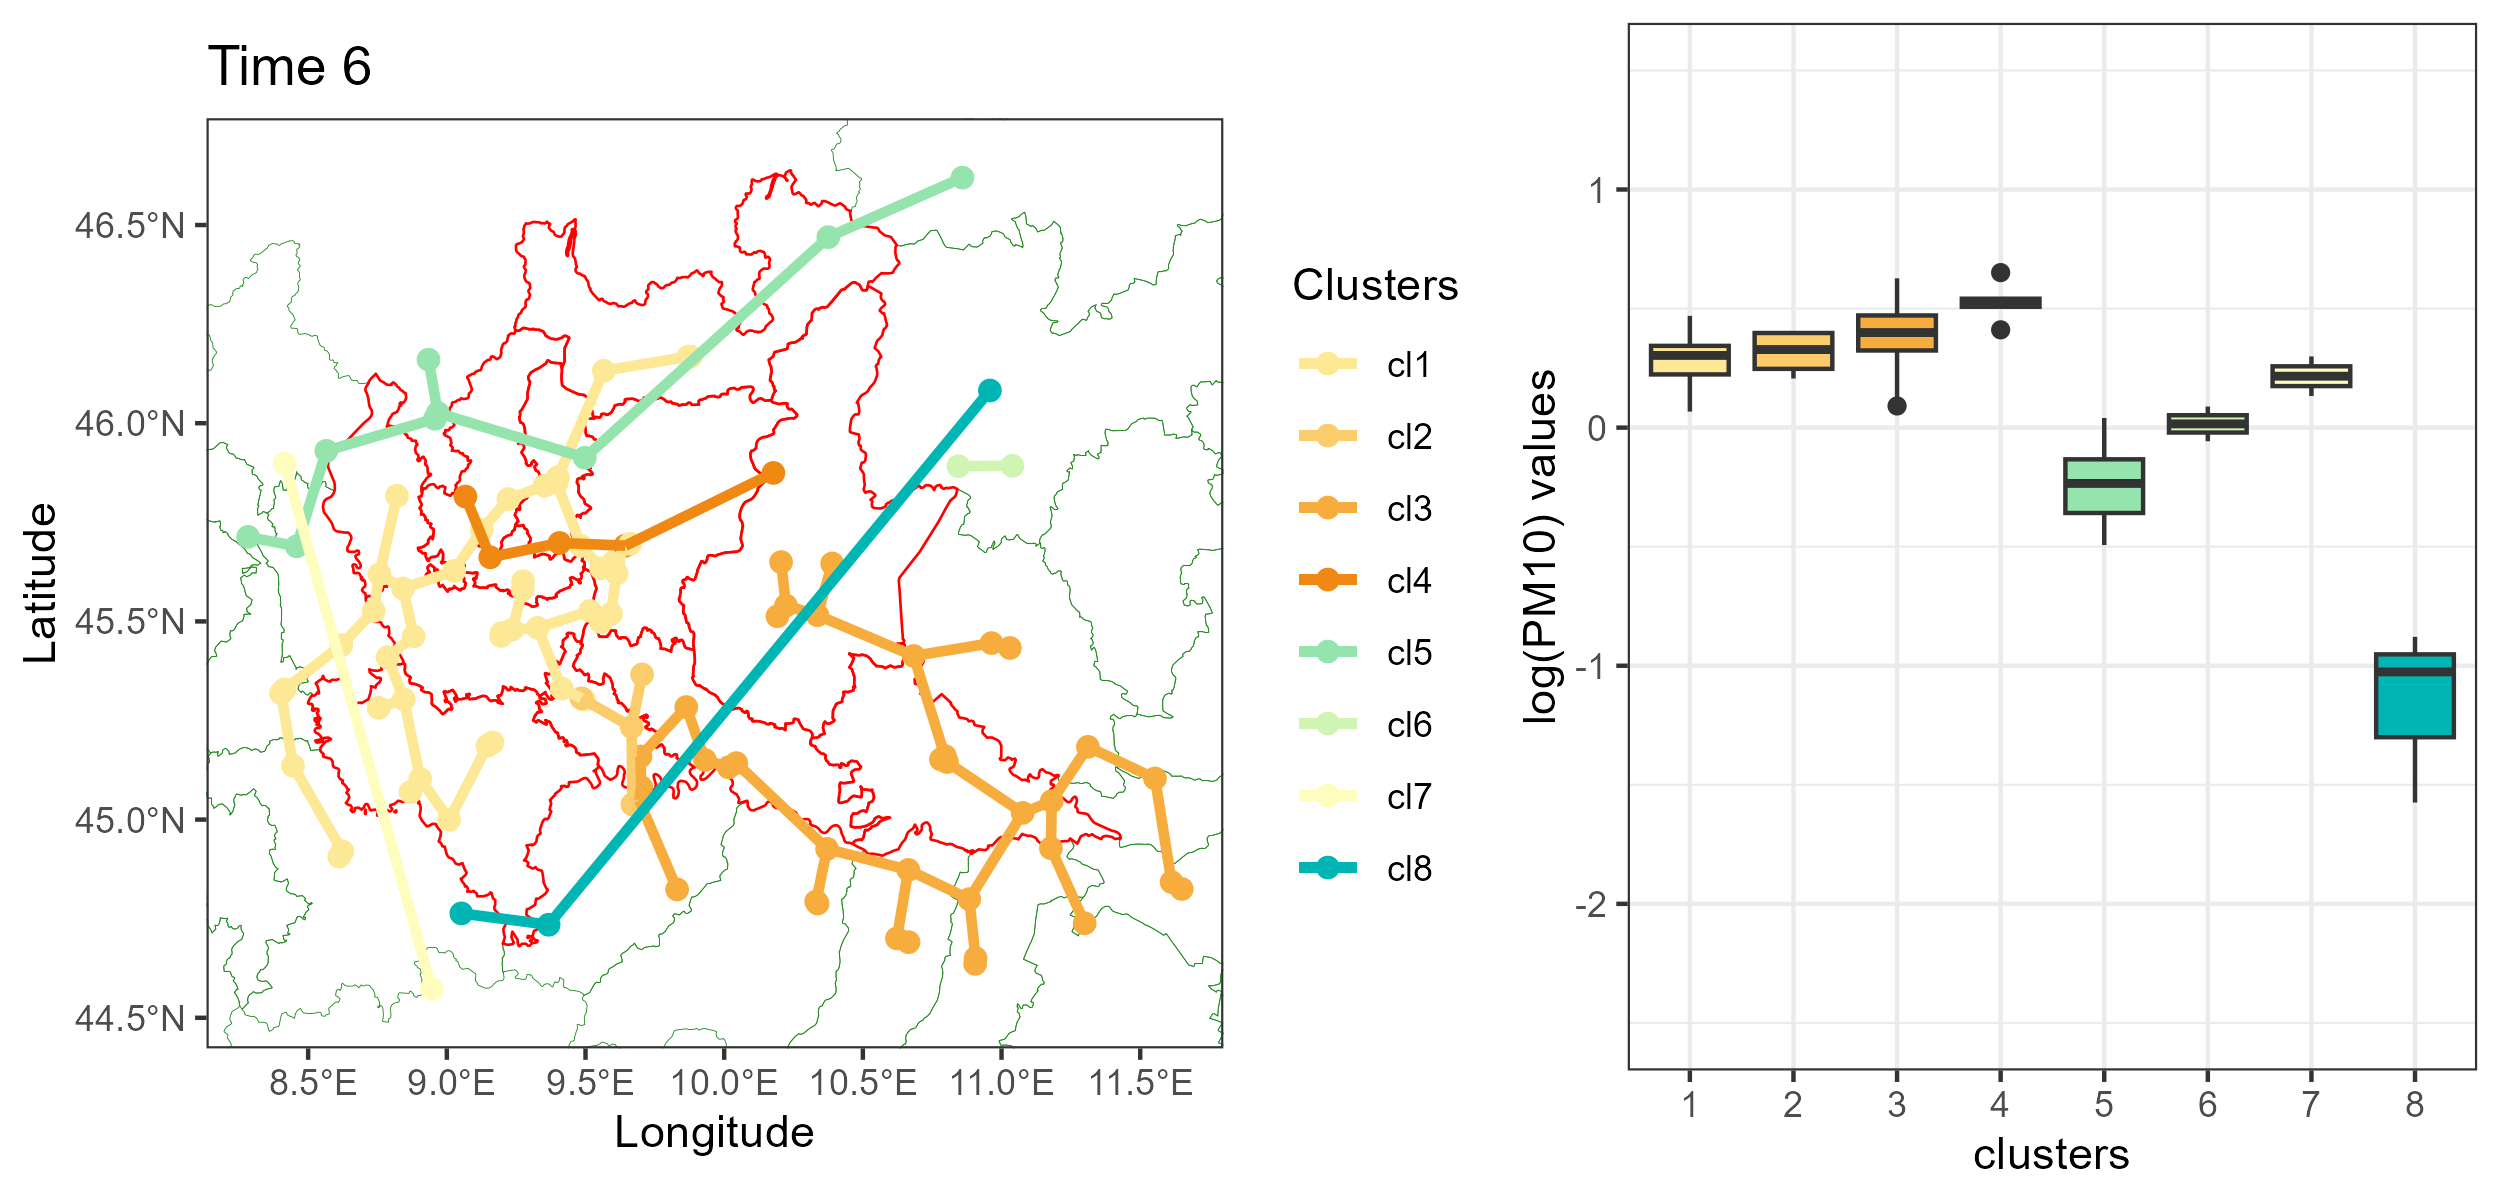 Time 6
Latitude
46.5°N
46.0°N
45.5°N
45.0°N
44.5°N
8.5°E
9.0°E
9.5°E
10.0°E
10.5°E
11.0°E
11.5°E
Longitude
Clusters
cl1
cl2
cl3
cl4
cl5
cl6
cl7
cl8
log(PM10) values
1
0
-1
-2
1
2
3
4
5
6
7
8
clusters